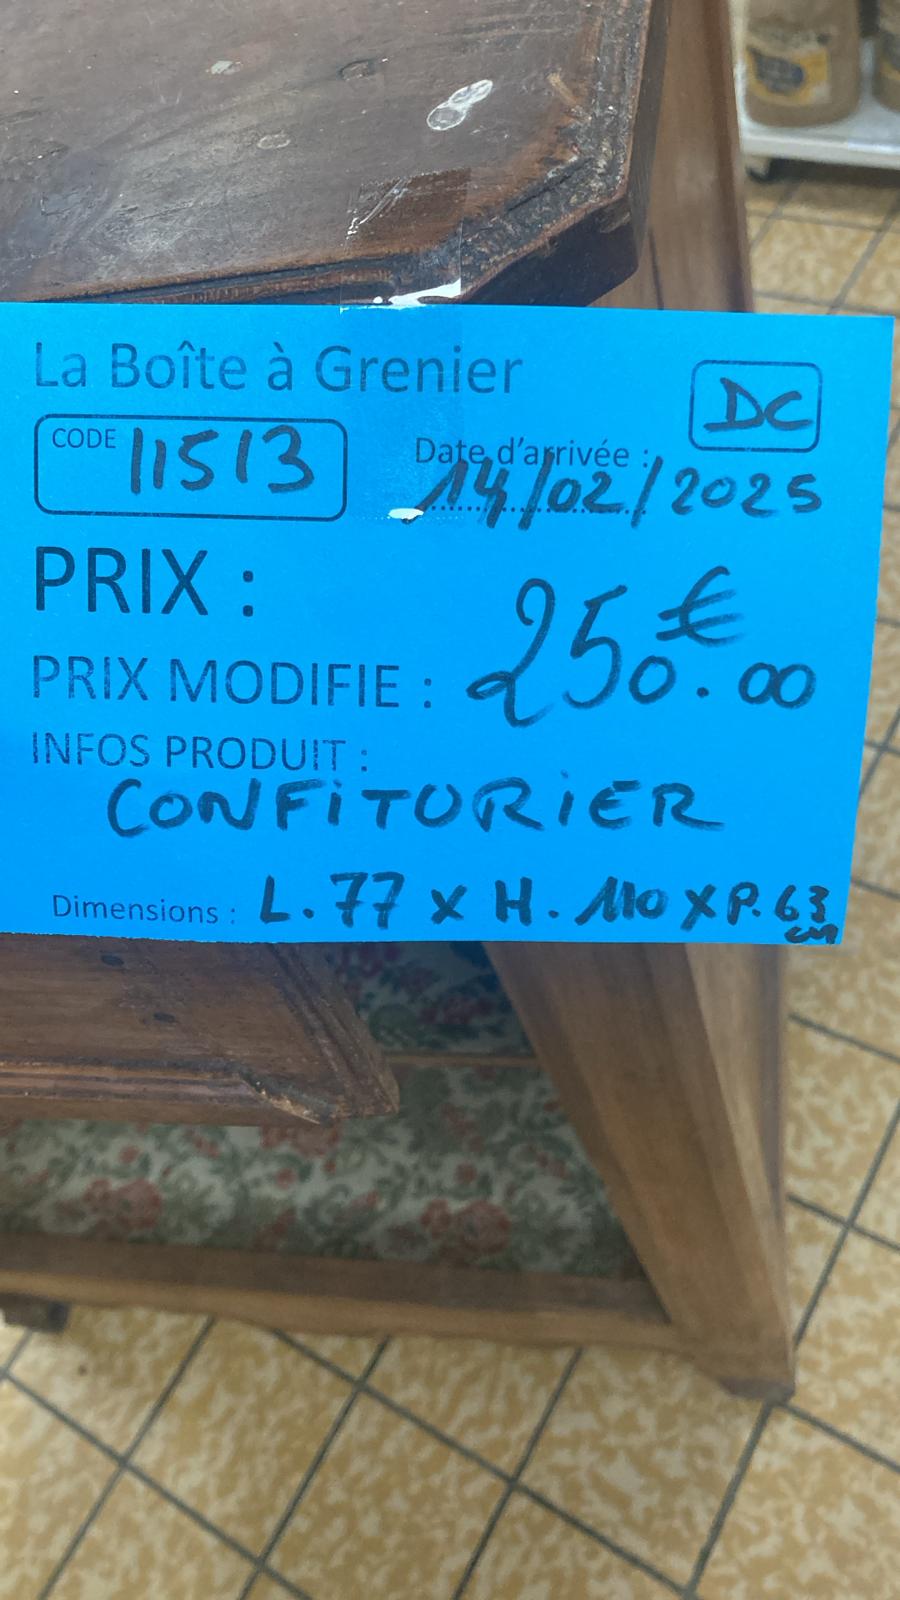 La Boîte à Grenier
DC
CODE 11513
Date d'arrivée :
14/02/2025
PRIX :
250.00 €
PRIX MODIFIE :
INFOS PRODUIT :
CONFITURIER
Dimensions : L. 77 x H. 110 x P. 63 cm